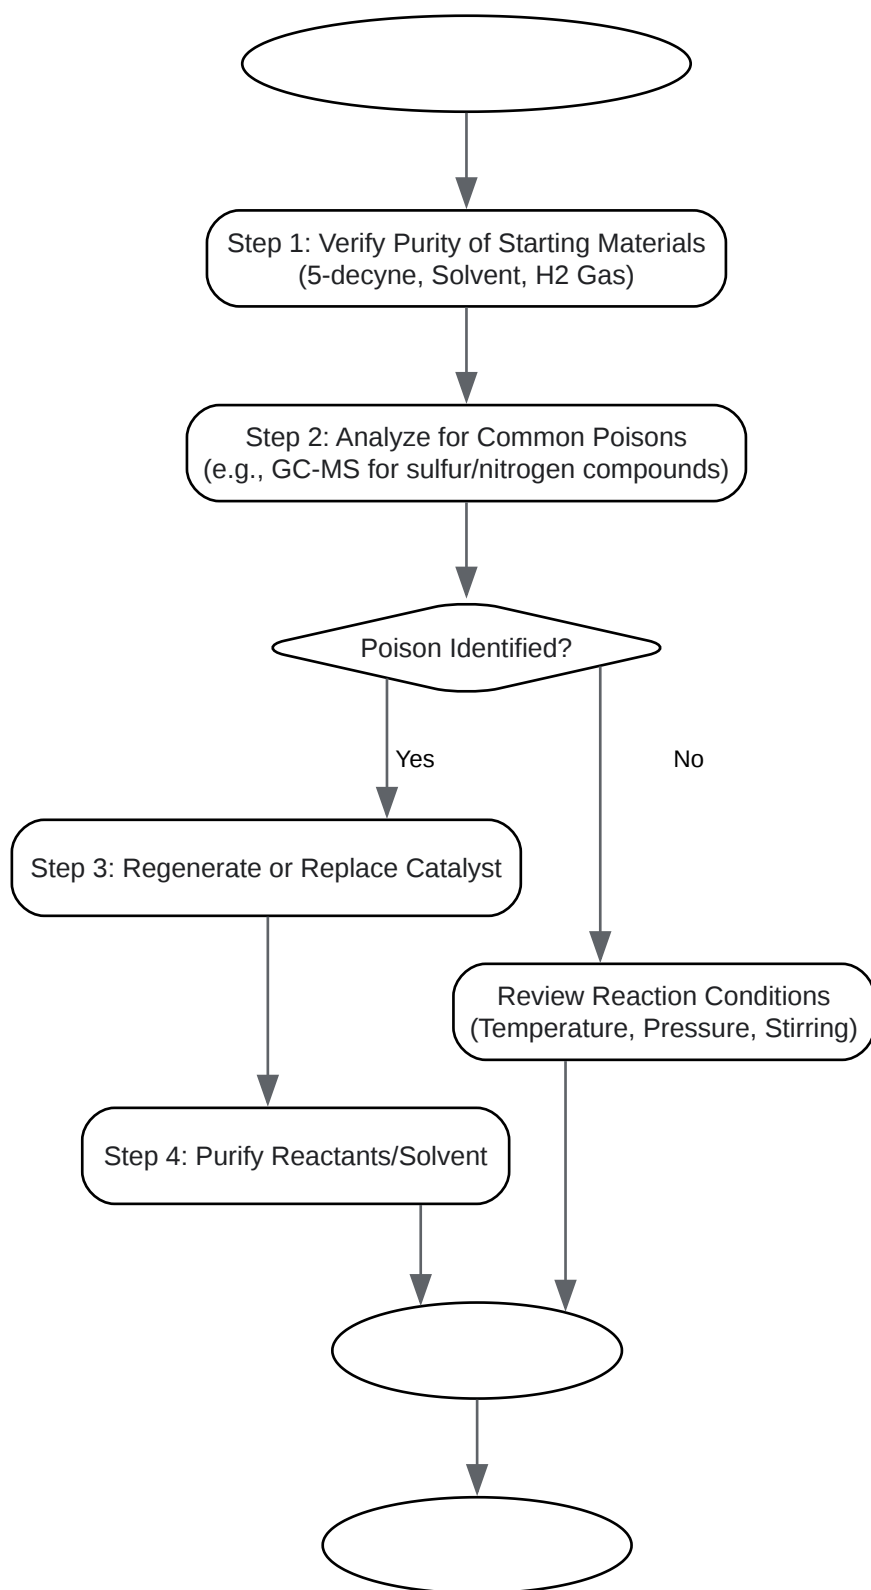 Step 1: Verify Purity of Starting Materials
(5-decyne, Solvent, H2 Gas)
Step 2: Analyze for Common Poisons
(e.g., GC-MS for sulfur/nitrogen compounds)
Poison Identified?
Yes
No
Step 3: Regenerate or Replace Catalyst
Review Reaction Conditions
(Temperature, Pressure, Stirring)
Step 4: Purify Reactants/Solvent